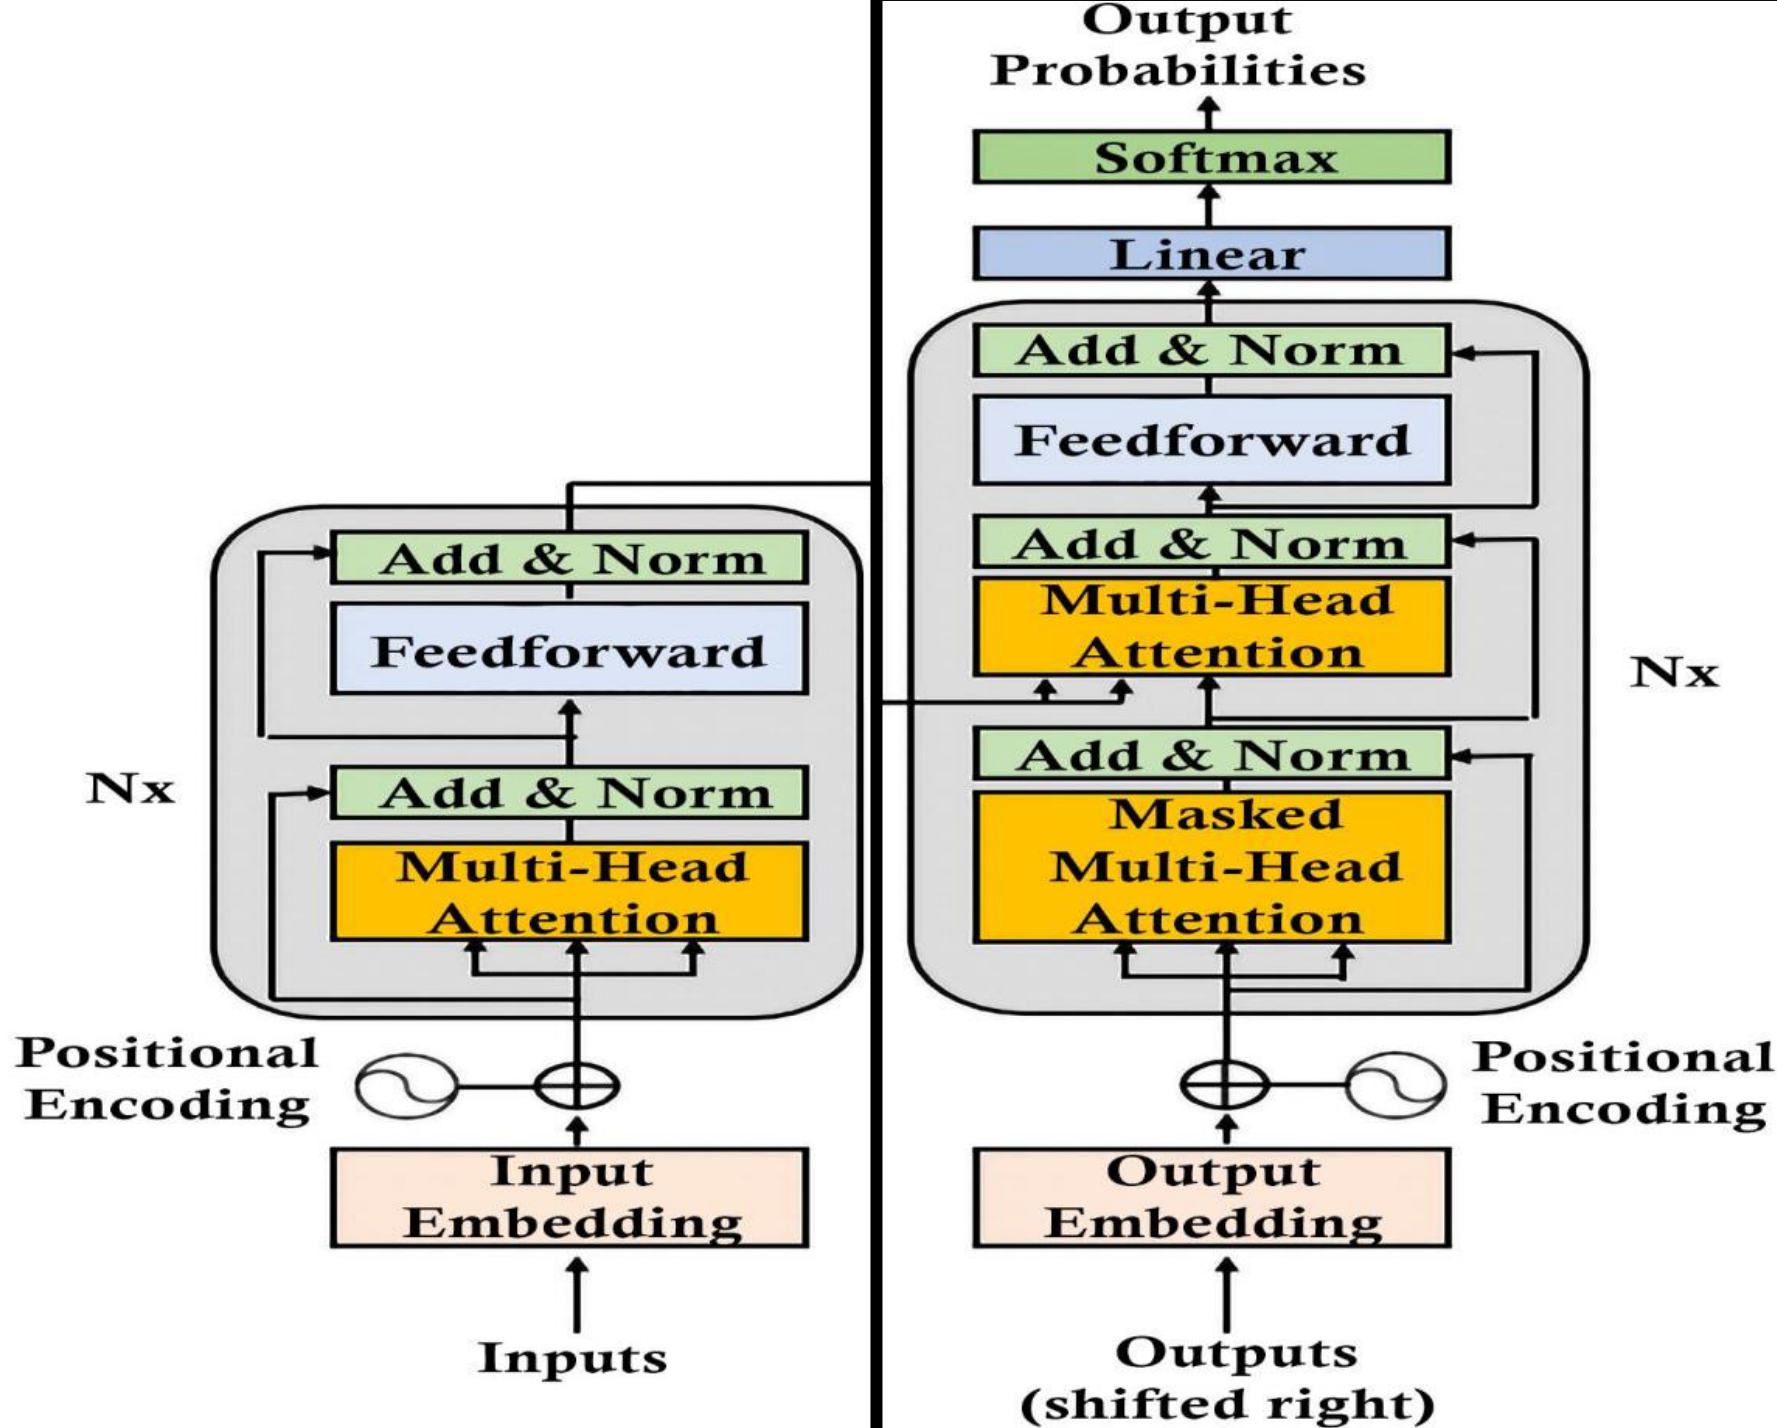 Output
Probabilities
Softmax
Linear
Add & Norm
Feedforward
Add & Norm
Multi-Head
Attention
Add & Norm
Masked
Multi-Head
Attention
Nx
Positional
Encoding
Output
Embedding
Outputs
(shifted right)
Add & Norm
Feedforward
Add & Norm
Multi-Head
Attention
Nx
Positional
Encoding
Input
Embedding
Inputs